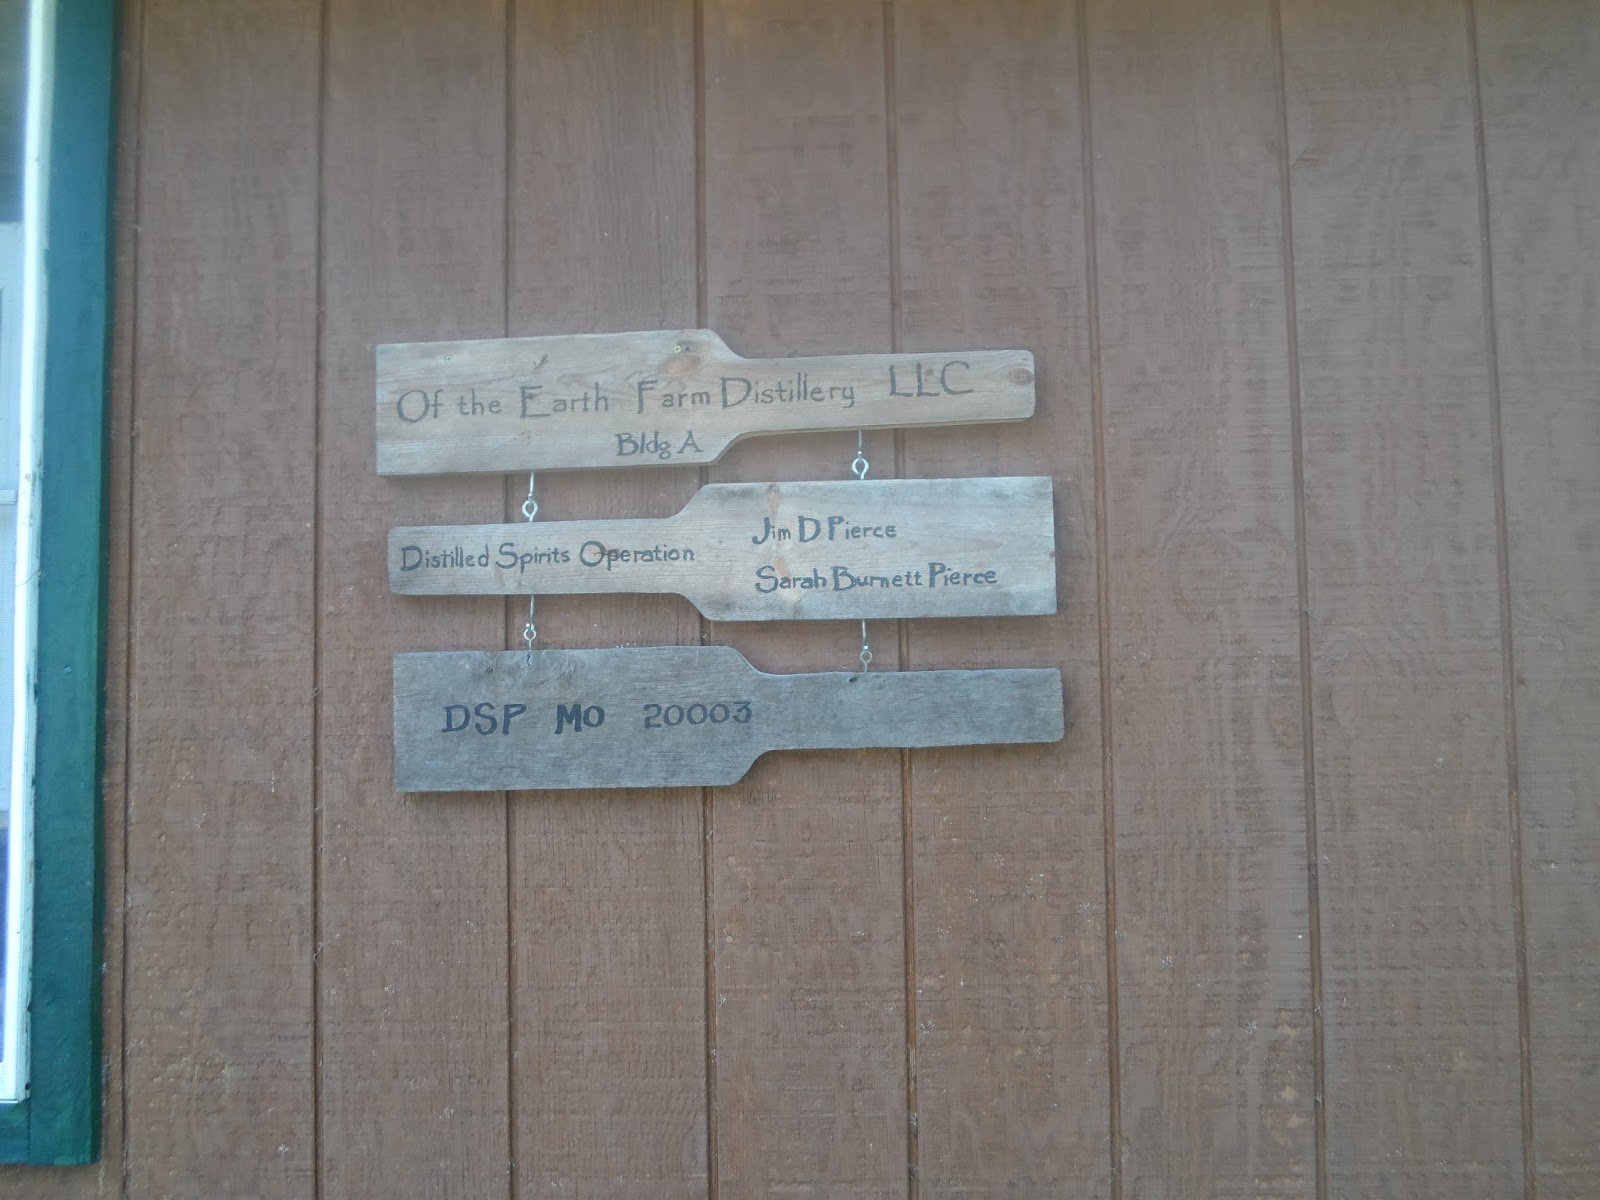 Of the Earth Farm Distillery LLC
Bldg A
Distilled Spirits Operation
Jim D Pierce
Sarah Burnett Pierce
DSP MO 20003